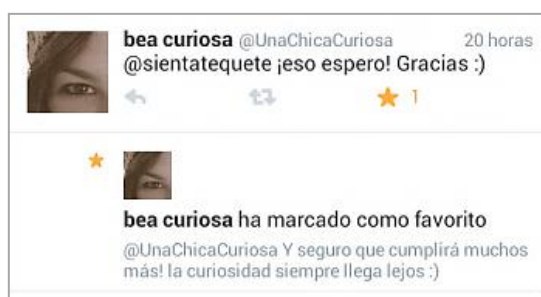 bea curiosa @UnaChicaCuriosa 20 horas
@sientatequete ¡eso espero! Gracias :)
1
bea curiosa ha marcado como favorito
@UnaChicaCuriosa Y seguro que cumplirá muchos
más! la curiosidad siempre llega lejos :)